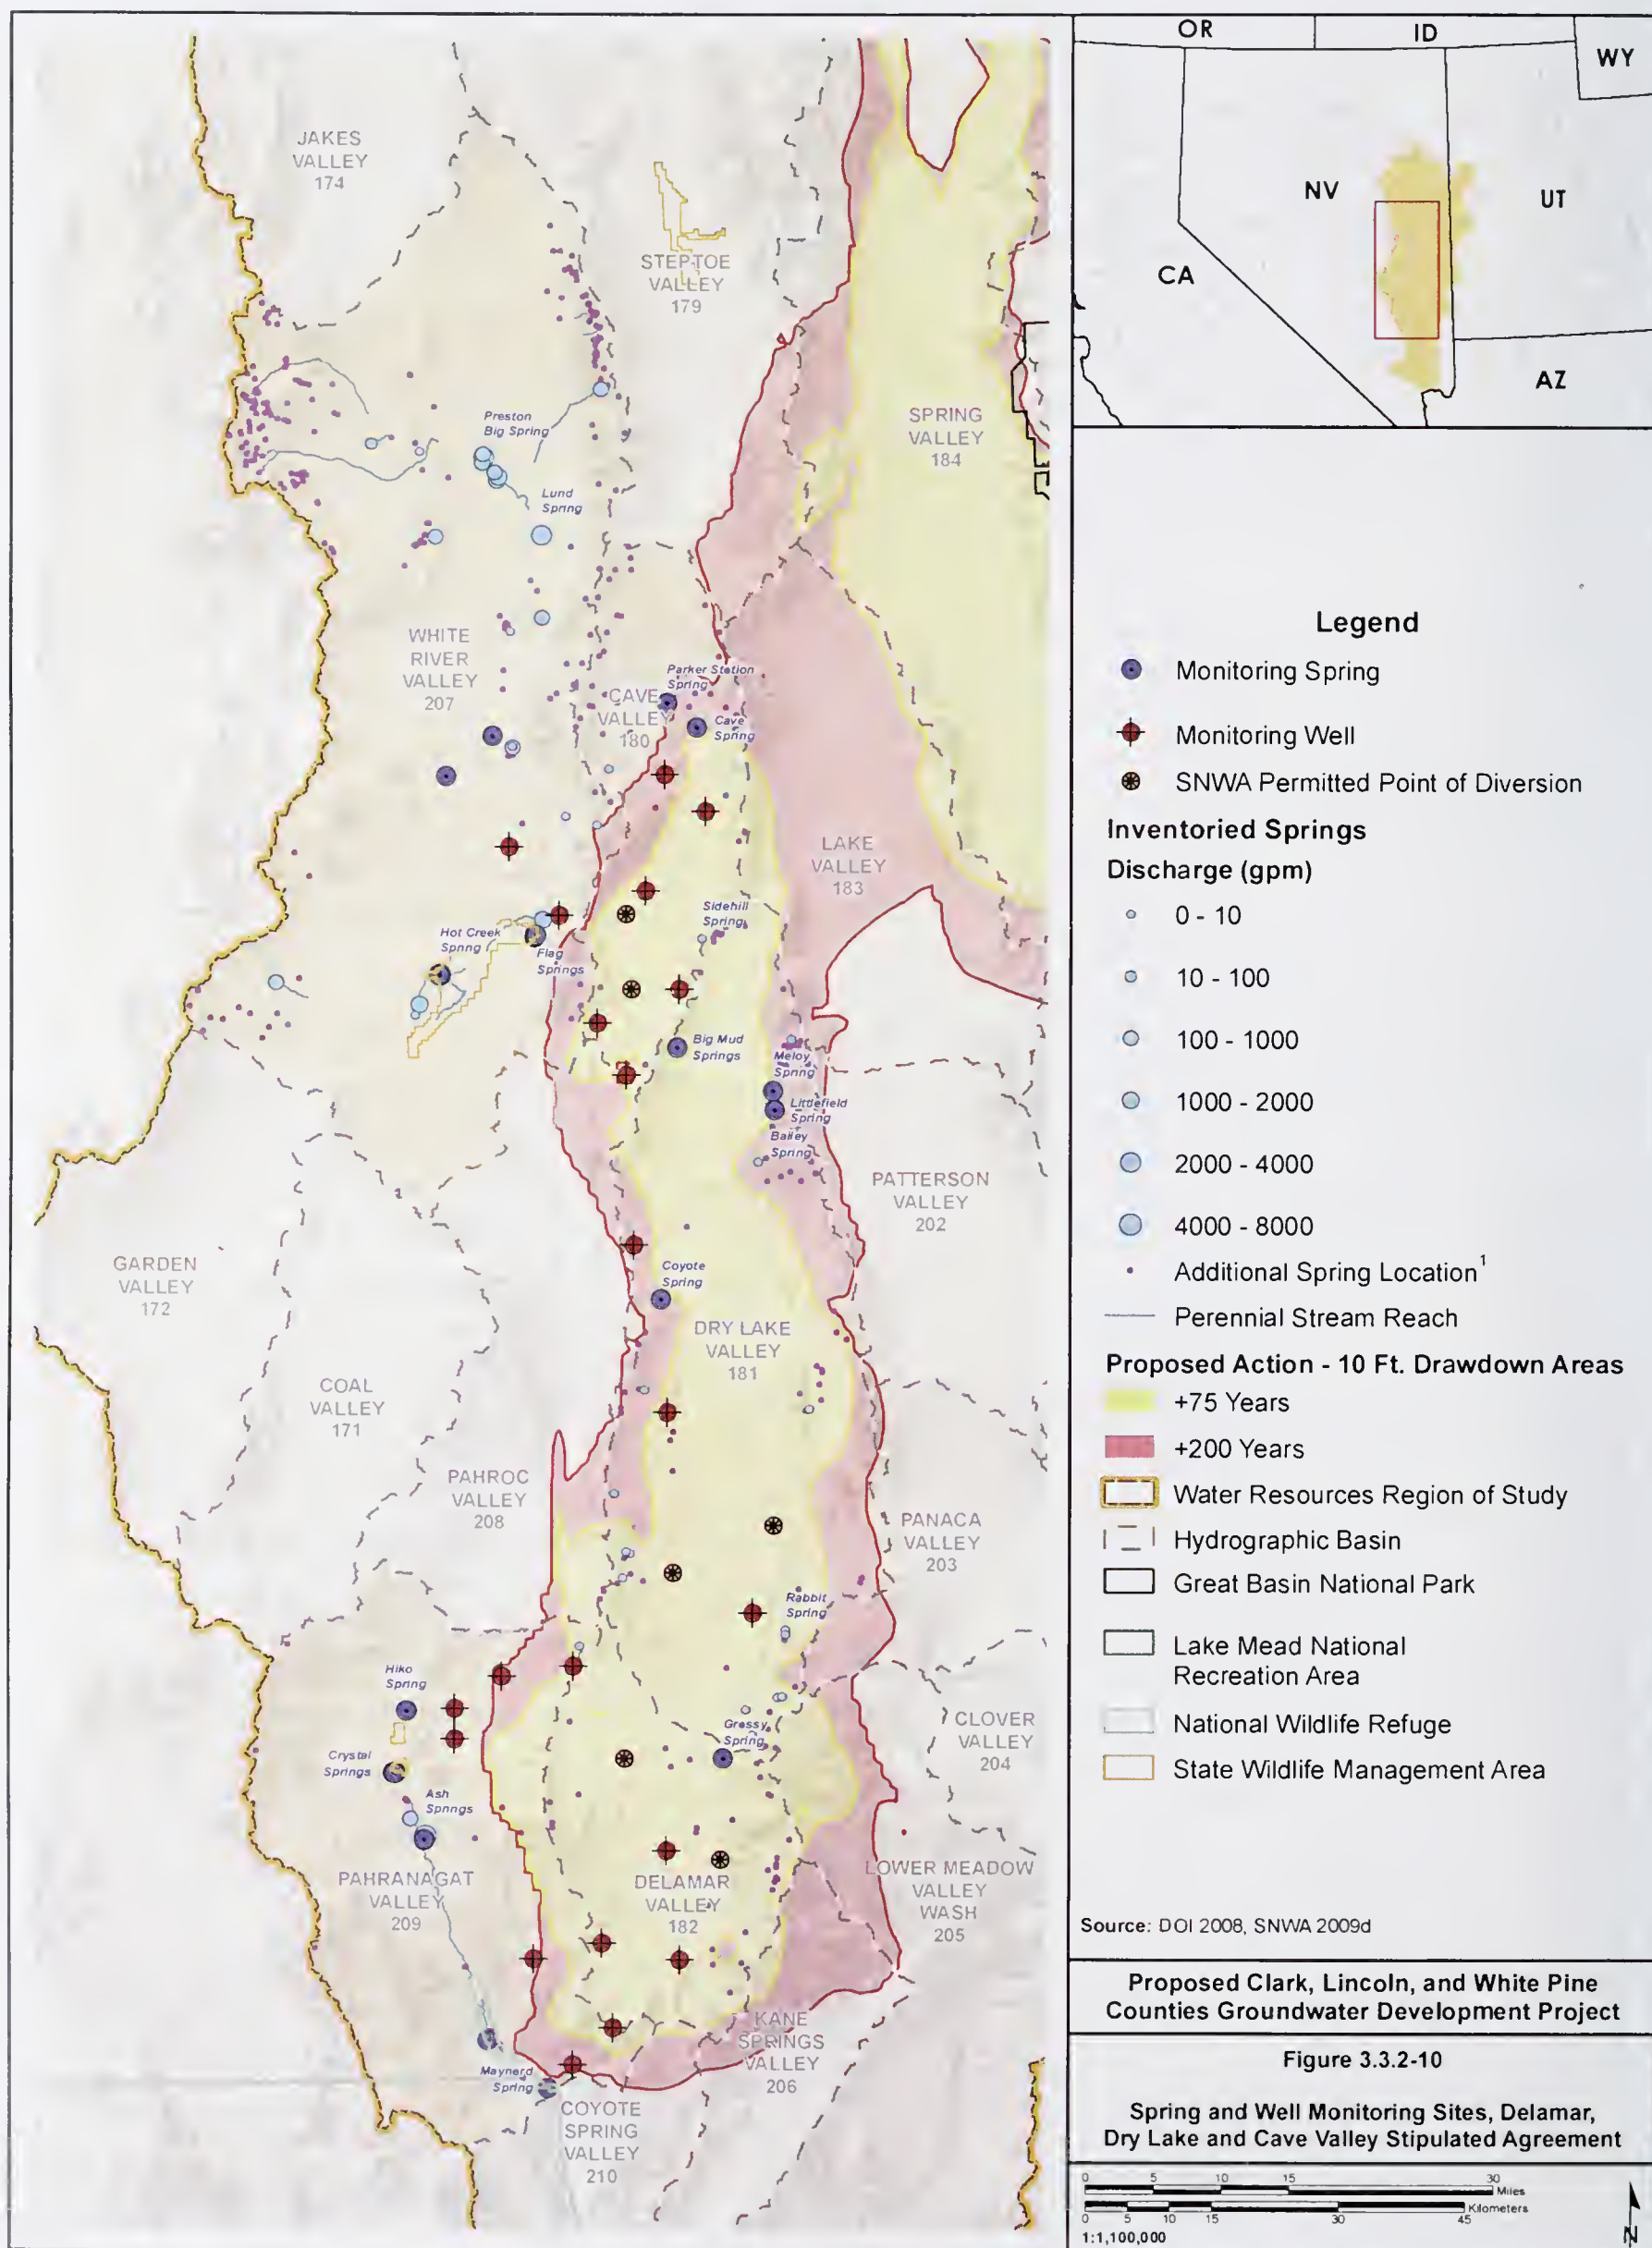 JAKES
VALLEY
174
STEPTOE
VALLEY
179
Preston
Big Spring
Lund
Spring
SPRING
VALLEY
184
WHITE
RIVER
VALLEY
207
Parker Station
Spring
CAVE
VALLEY
180
Cave
Spring
LAKE
VALLEY
183
Sidehill
Spring
Hot Creek
Spring
Flag
Springs
Big Mud
Springs
Meloy
Spring
Littlefield
Spring
Bailey
Spring
PATTERSON
VALLEY
202
GARDEN
VALLEY
172
Coyote
Spring
DRY LAKE
VALLEY
181
COAL
VALLEY
171
PAHROC
VALLEY
208
PANACA
VALLEY
203
Rabbit
Spring
Hiko
Spring
Grassy
Spring
CLOVER
VALLEY
204
Crystal
Springs
Ash
Springs
PAHRANAGAT
VALLEY
209
DELAMAR
VALLEY
182
LOWER MEADOW
VALLEY
WASH
205
KANE
SPRINGS
VALLEY
206
Maynard
Spring
COYOTE
SPRING
VALLEY
210
OR
ID
WY
NV
UT
CA
AZ
Legend
Monitoring Spring
Monitoring Well
SNWA Permitted Point of Diversion
Inventoried Springs
Discharge (gpm)
0 - 10
10 - 100
100 - 1000
1000 - 2000
2000 - 4000
4000 - 8000
Additional Spring Location1
Perennial Stream Reach
Proposed Action - 10 Ft. Drawdown Areas
+75 Years
+200 Years
Water Resources Region of Study
Hydrographic Basin
Great Basin National Park
Lake Mead National
Recreation Area
National Wildlife Refuge
State Wildlife Management Area
Source: DOI 2008, SNWA 2009d
Proposed Clark, Lincoln, and White Pine
Counties Groundwater Development Project
Figure 3.3.2-10
Spring and Well Monitoring Sites, Delamar,
Dry Lake and Cave Valley Stipulated Agreement
0 5 10 15 30
Miles
Kilometers
0 5 10 15 30 45
1:1,100,000
N